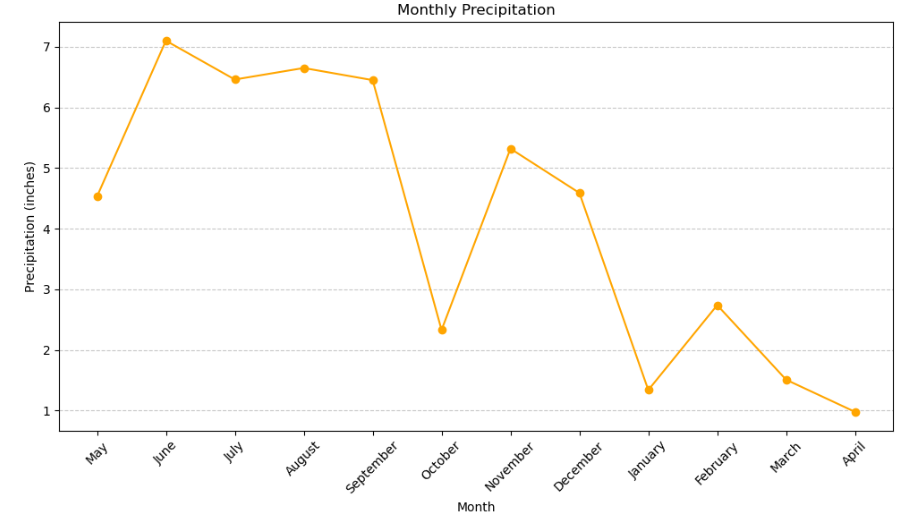 Monthly Precipitation
Precipitation (inches)
7
6
5
4
3
2
1
May
June
July
August
September
October
November
December
January
February
March
April
Month